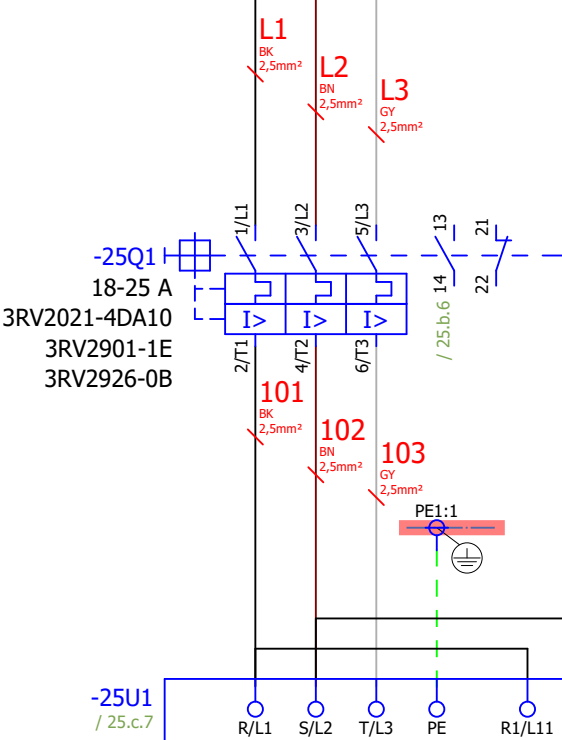 L1
BK
2,5mm²
L2
BN
2,5mm²
L3
GY
2,5mm²
1/L1
3/L2
5/L3
13
21
-25Q1
18-25 A
3RV2021-4DA10
3RV2901-1E
3RV2926-0B
I>
I>
I>
14
22
/ 25.b.6
2/T1
4/T2
6/T3
101
BK
2,5mm²
102
BN
2,5mm²
103
GY
2,5mm²
PE1:1
-25U1
/ 25.c.7
R/L1
S/L2
T/L3
PE
R1/L11